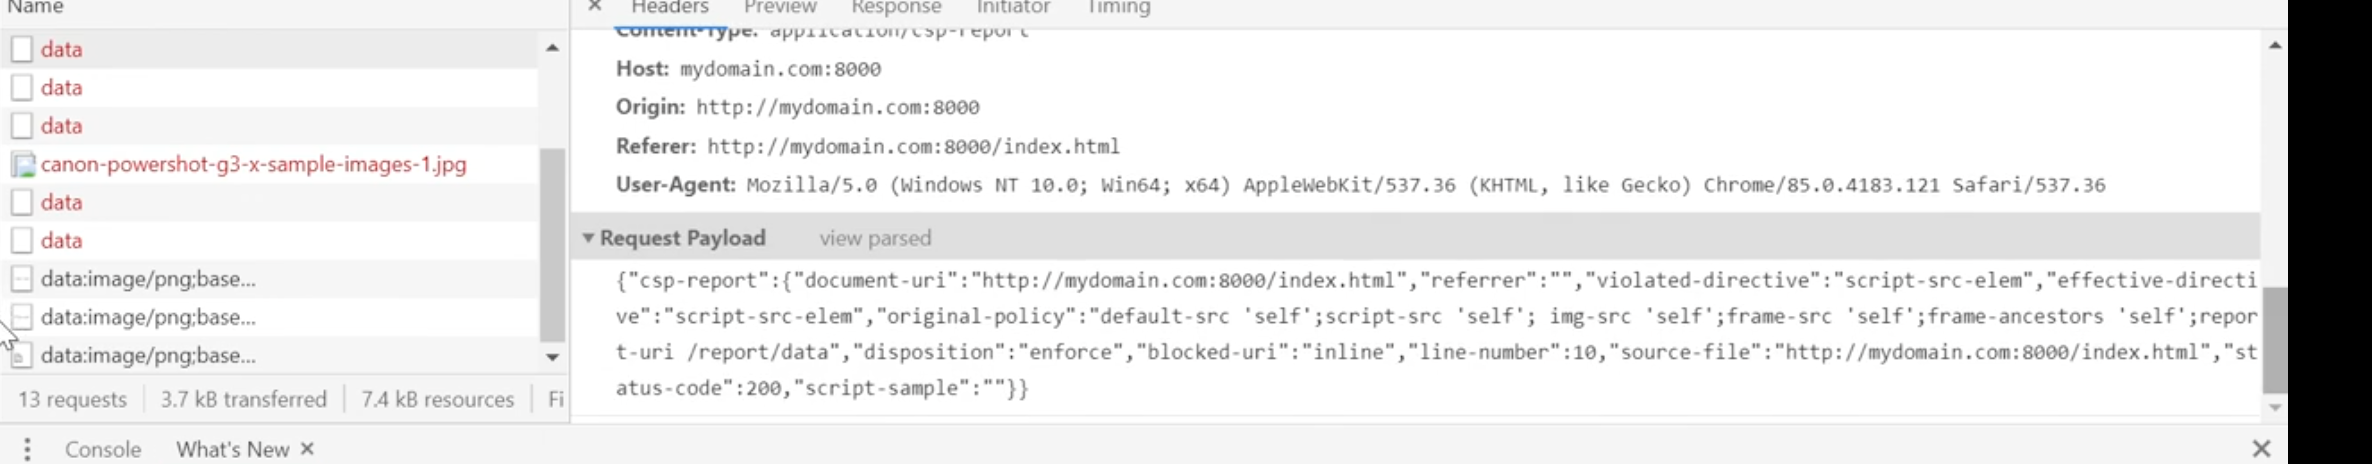 Name
Headers Preview Response Initiator Timing
data
data
data
canon-powershot-g3-x-sample-images-1.jpg
data
data
data:image/png;base...
data:image/png;base...
data:image/png;base...
13 requests 3.7 kB transferred 7.4 kB resources Fi
Content-Type: application/csp-report
Host: mydomain.com:8000
Origin: http://mydomain.com:8000
Referer: http://mydomain.com:8000/index.html
User-Agent: Mozilla/5.0 (Windows NT 10.0; Win64; x64) AppleWebKit/537.36 (KHTML, like Gecko) Chrome/85.0.4183.121 Safari/537.36
Request Payload view parsed
{"csp-report":{"document-uri":"http://mydomain.com:8000/index.html","referrer":"","violated-directive":"script-src-elem","effective-directi
ve":"script-src-elem","original-policy":"default-src 'self';script-src 'self'; img-src 'self';frame-src 'self';frame-ancestors 'self';repor
t-uri /report/data","disposition":"enforce","blocked-uri":"inline","line-number":10,"source-file":"http://mydomain.com:8000/index.html","st
atus-code":200,"script-sample":""}}
Console What's New